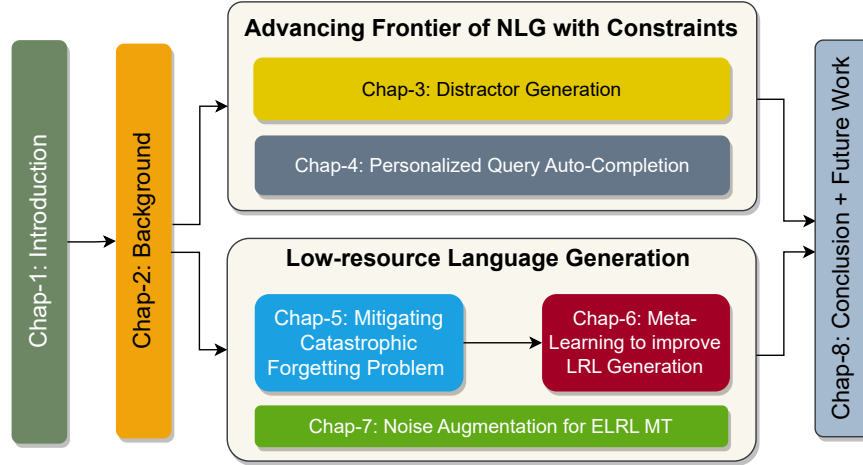 Chap-1: Introduction
Chap-2: Background
Advancing Frontier of NLG with Constraints
Chap-3: Distractor Generation
Chap-4: Personalized Query Auto-Completion
Low-resource Language Generation
Chap-5: Mitigating
Catastrophic
Forgetting Problem
Chap-6: Meta-
Learning to improve
LRL Generation
Chap-7: Noise Augmentation for ELRL MT
Chap-8: Conclusion + Future Work